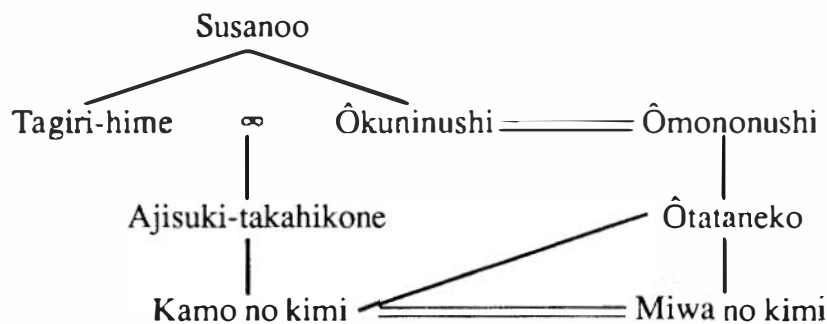 Susanoo
Tagiri-hime ∞ Ôkuninushi Ômononushi
Ajisuki-takahikone Ôtataneko
Kamo no kimi Miwa no kimi